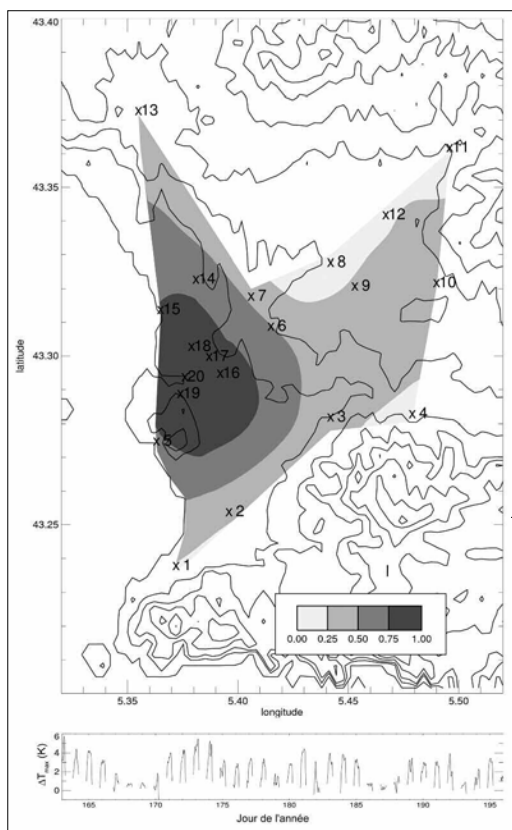 43.40
x13
x11
43.35
x12
x8
x9
x10
x14
x7
x15
x6
latitude
x18
x17
43.30
x20
x16
x19
x3
x4
x5
43.25
x2
x1
0.00 0.25 0.50 0.75 1.00
5.35 5.40 5.45 5.50
longitude
ΔTmax (K)
6
4
2
0
165 170 175 180 185 190 195
Jour de l'année